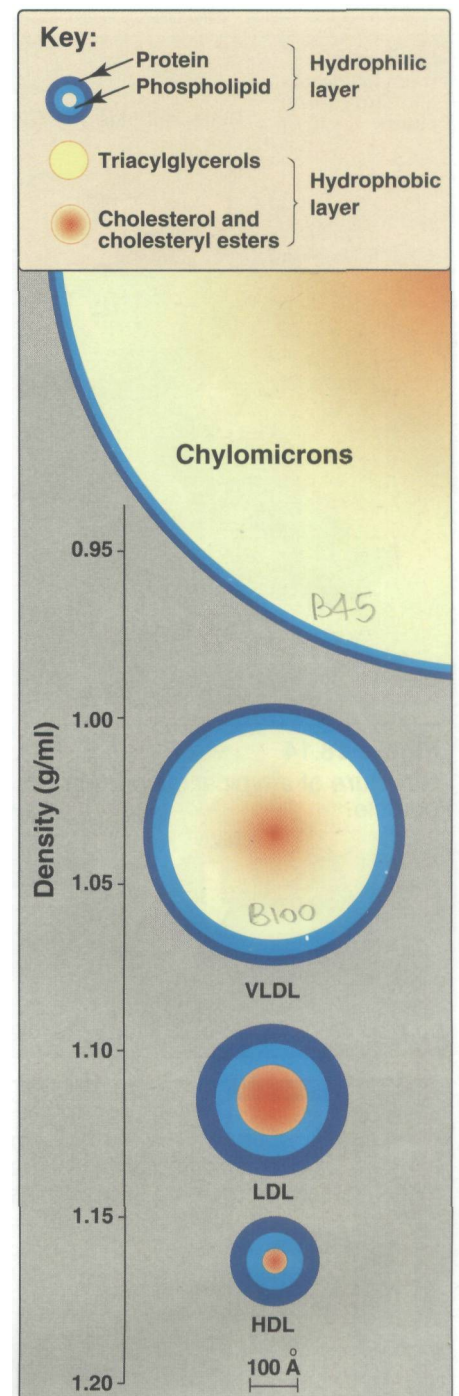 Key:
Protein
Phospholipid
Hydrophilic
layer
Triacylglycerols
Cholesterol and
cholesteryl esters
Hydrophobic
layer
Chylomicrons
B45
0.95
1.00
1.05
1.10
1.15
1.20
Density (g/ml)
B100
VLDL
LDL
HDL
100 Å